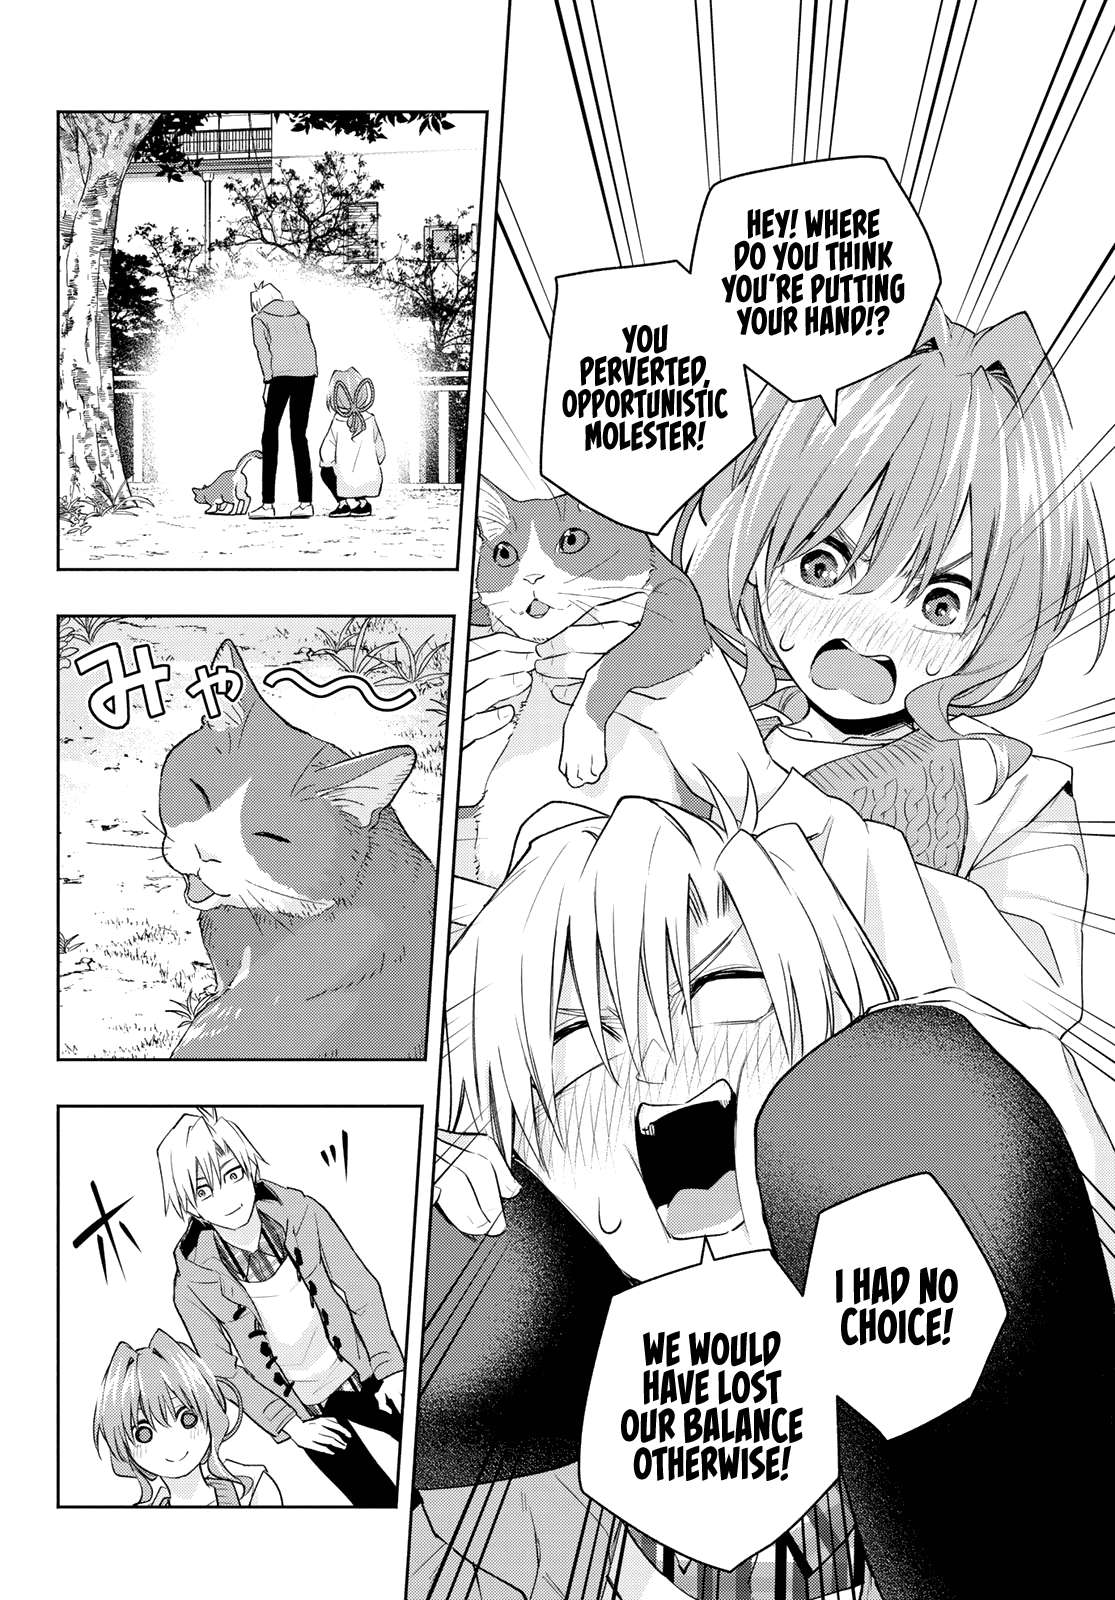 HEY! WHERE
DO YOU THINK
YOU'RE PUTTING
YOUR HAND!?
YOU
PERVERTED,
OPPORTUNISTIC
MOLESTER!
I HAD NO
CHOICE!
WE WOULD
HAVE LOST
OUR BALANCE
OTHERWISE!
みゃ〜〜
ホッ